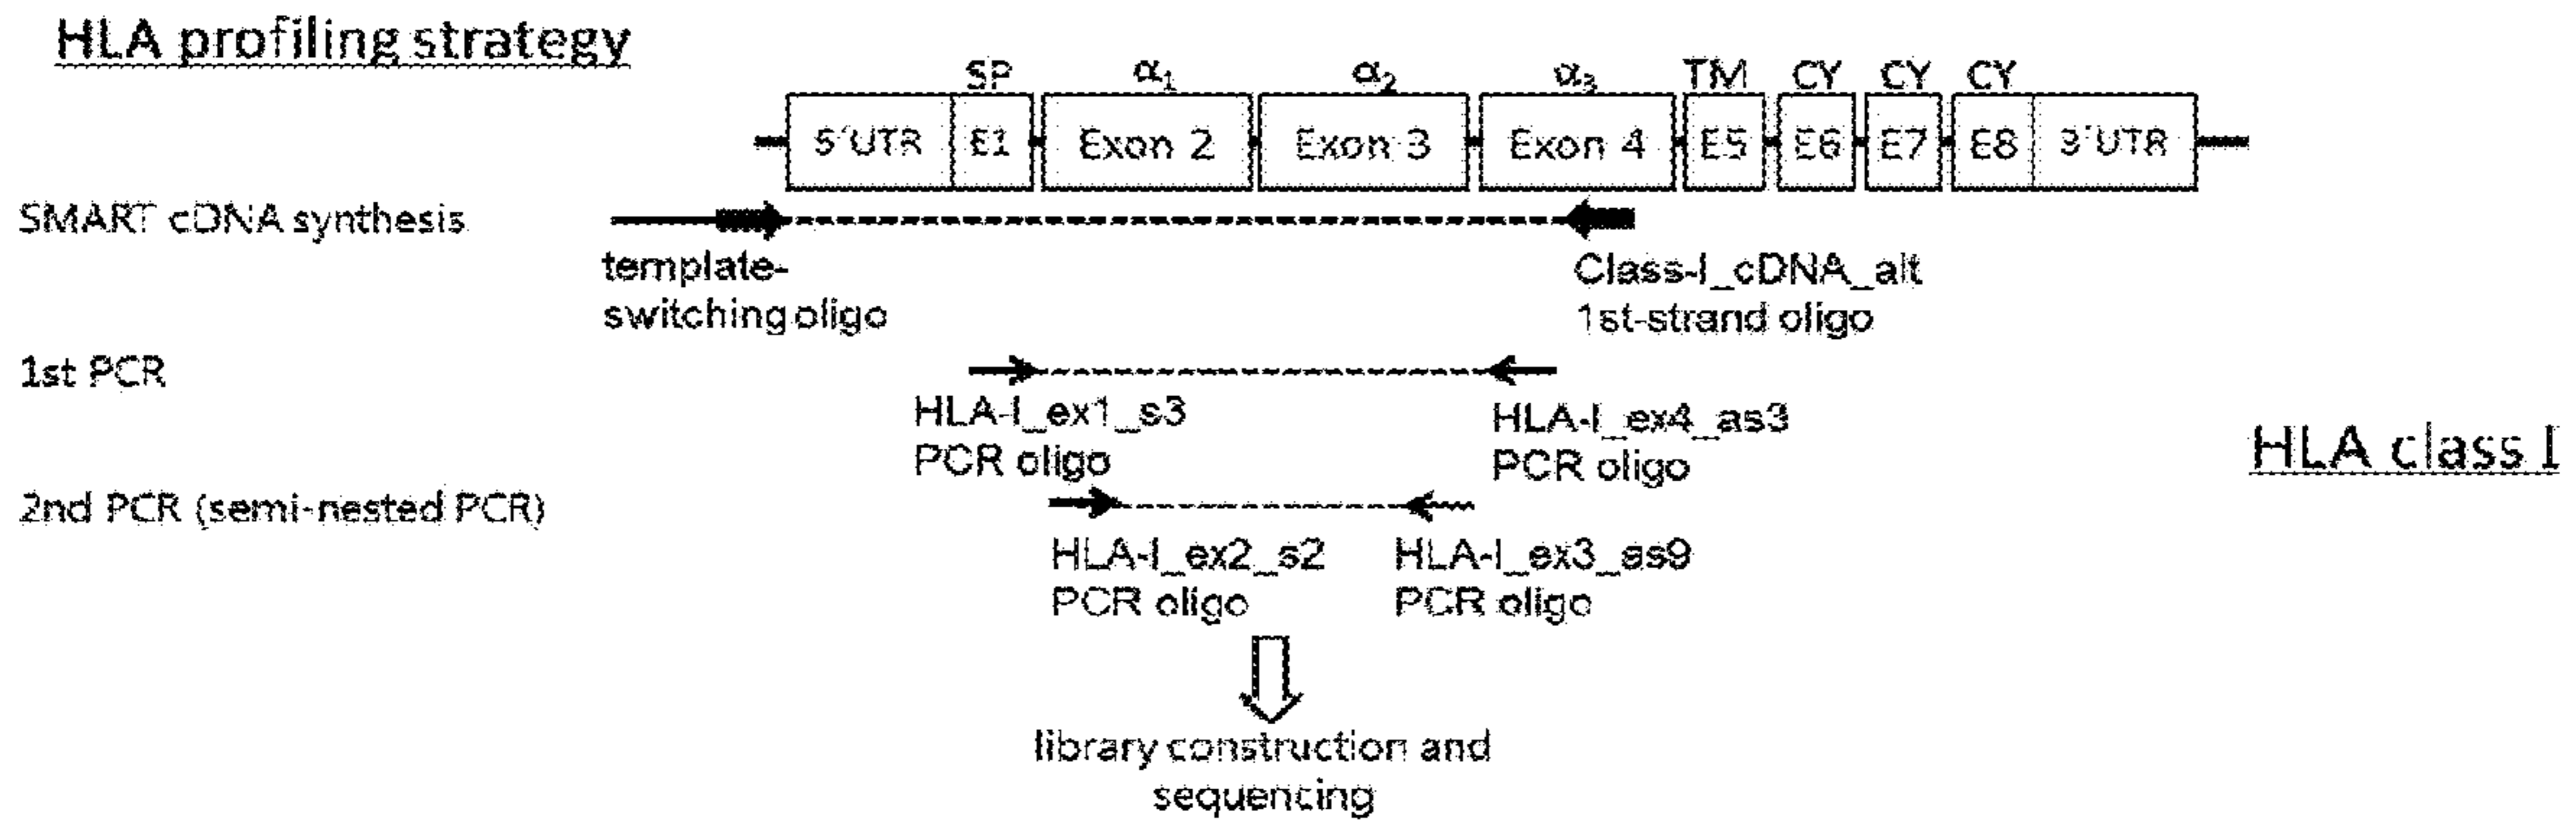 HLA profiling strategy
SP α1 α2 α3 TM CY CY CY
5´UTR E1 Exon 2 Exon 3 Exon 4 E5 E6 E7 E8 3´UTR
SMART cDNA synthesis
template-
switching oligo
Class-I_cDNA_alt
1st-strand oligo
1st PCR
HLA-I_ex1_s3
PCR oligo
HLA-I_ex4_as3
PCR oligo
HLA class I
2nd PCR (semi-nested PCR)
HLA-I_ex2_s2
PCR oligo
HLA-I_ex3_as9
PCR oligo
library construction and
sequencing